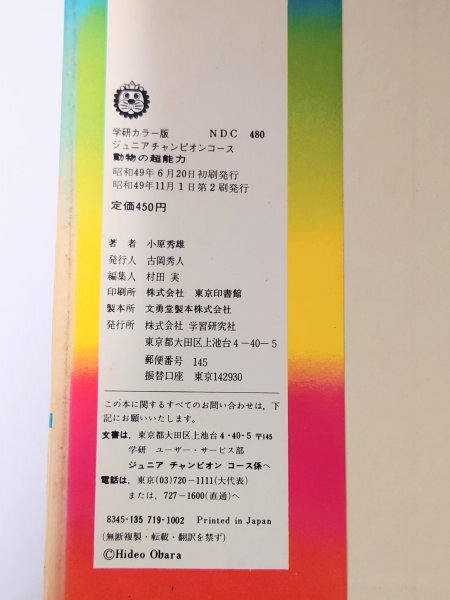 学研カラー版 NDC 480
ジュニアチャンピオンコース
動物の超能力
昭和49年6月20日初刷発行
昭和49年11月1日第2刷発行
定価450円
著者 小原秀雄
発行人 古岡秀人
編集人 村田 実
印刷所 株式会社 東京印書館
製本所 文勇堂製本株式会社
発行所 株式会社 学習研究社
東京都大田区上池台4-40-5
郵便番号 145
振替口座 東京142930
この本に関するすべてのお問い合わせは,下
記にお願いいたします。
文書は,東京都大田区上池台4・40-5 〒145
学研 ユーザー・サービス部
ジュニア チャンピオン コース係へ
電話は,東京(03)720-1111(大代表)
または,727-1600(直通)へ
8345-135 719-1002 Printed in Japan
(無断複製・転載・翻訳を禁ず)
©Hideo Obara